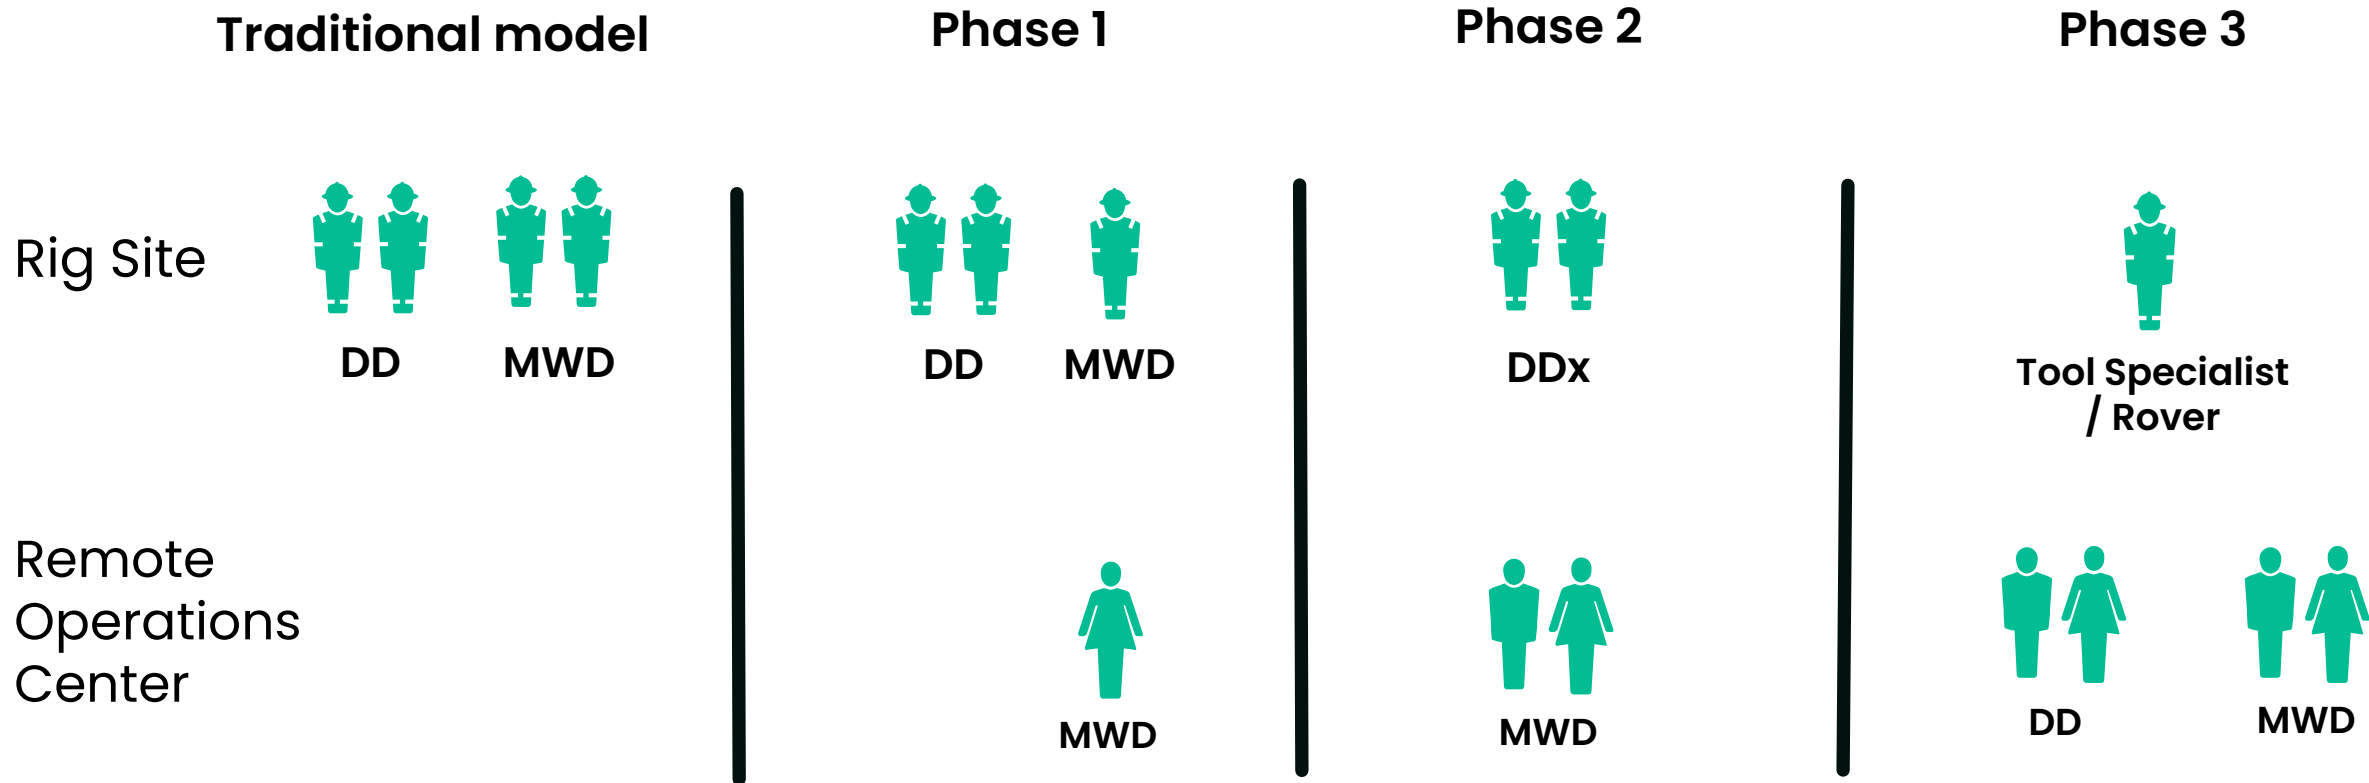 Traditional model
Phase 1
Phase 2
Phase 3
Rig Site
DD
MWD
DD
MWD
DDx
Tool Specialist
/ Rover
Remote
Operations
Center
MWD
MWD
DD
MWD